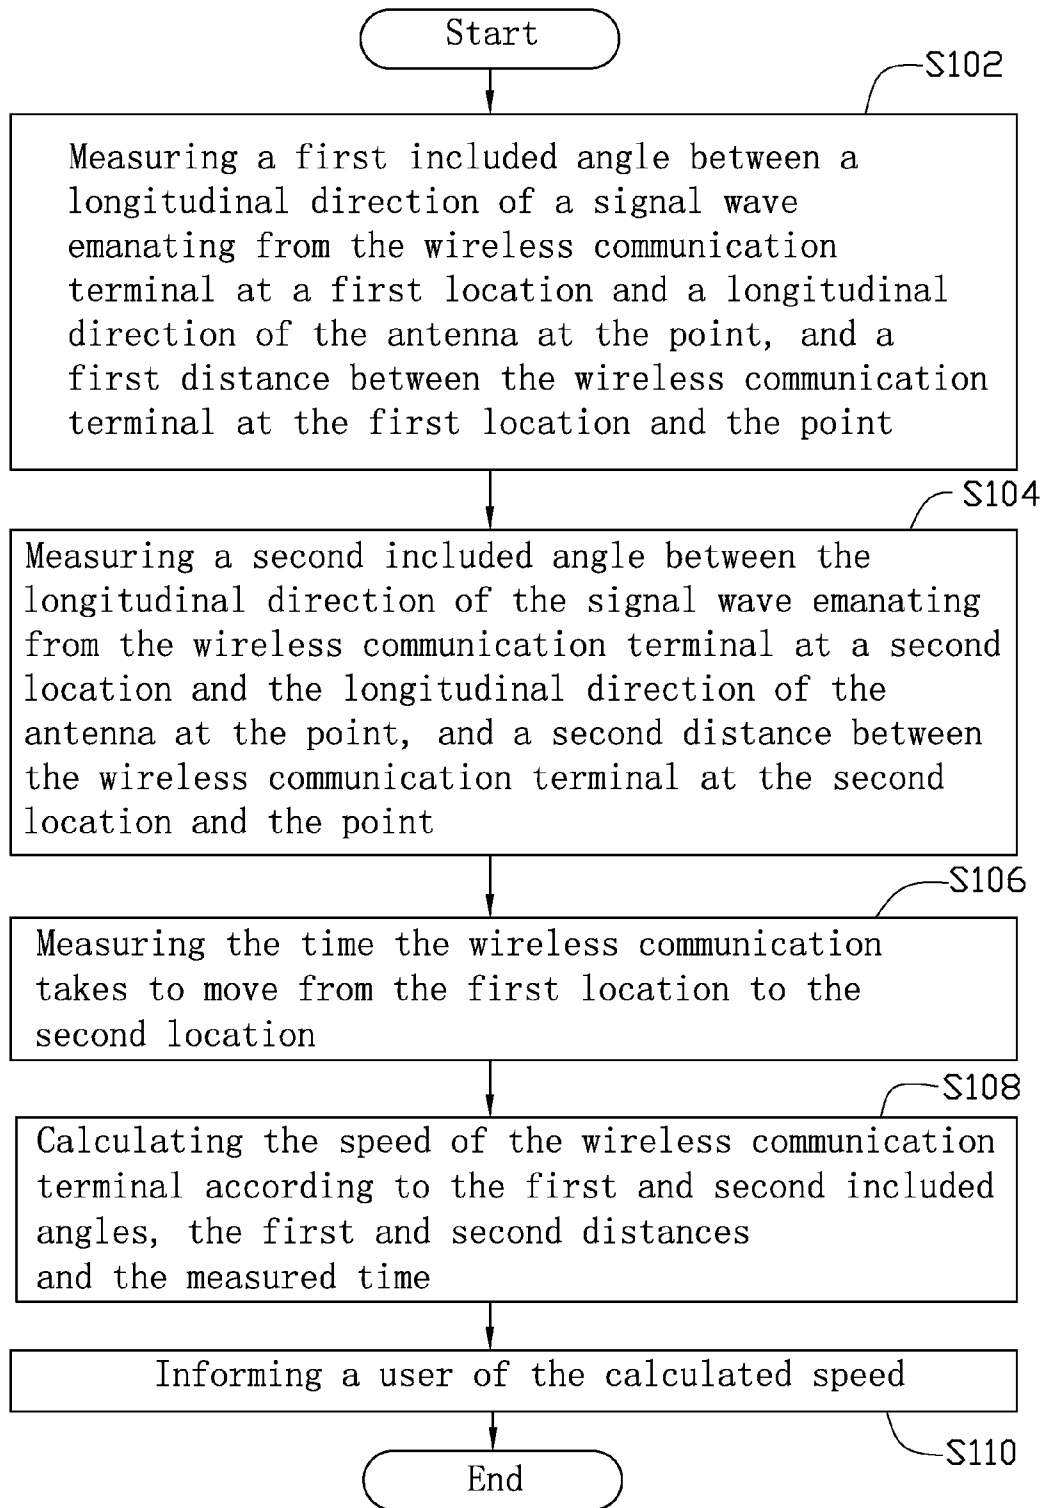 Start
S102
Measuring a first included angle between a
longitudinal direction of a signal wave
emanating from the wireless communication
terminal at a first location and a longitudinal
direction of the antenna at the point, and a
first distance between the wireless communication
terminal at the first location and the point
S104
Measuring a second included angle between the
longitudinal direction of the signal wave emanating
from the wireless communication terminal at a second
location and the longitudinal direction of the
antenna at the point, and a second distance between
the wireless communication terminal at the second
location and the point
S106
Measuring the time the wireless communication
takes to move from the first location to the
second location
S108
Calculating the speed of the wireless communication
terminal according to the first and second included
angles, the first and second distances
and the measured time
Informing a user of the calculated speed
S110
End